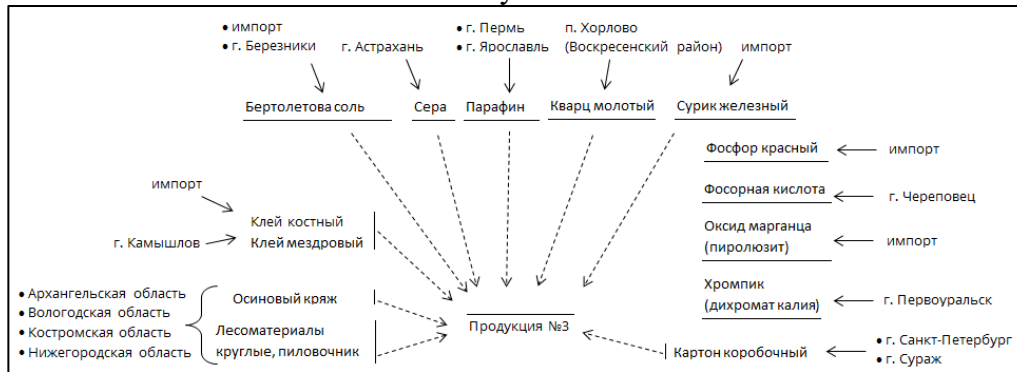 • импорт
• г. Березники
г. Астрахань
• г. Пермь
• г. Ярославль
п. Хорлово
(Воскресенский район)
импорт
Бертолетова соль
Сера
Парафин
Кварц молотый
Сурик железный
Фосфор красный
импорт
Фосорная кислота
г. Череповец
Оксид марганца
(пиролюзит)
импорт
Хромпик
(дихромат калия)
г. Первоуральск
импорт
г. Камышлов
Клей костный
Клей мездровый
• Архангельская область
• Вологодская область
• Костромская область
• Нижегородская область
Осиновый кряж
Лесоматериалы
круглые, пиловочник
Продукция №3
Картон коробочный
• г. Санкт-Петербург
• г. Сураж